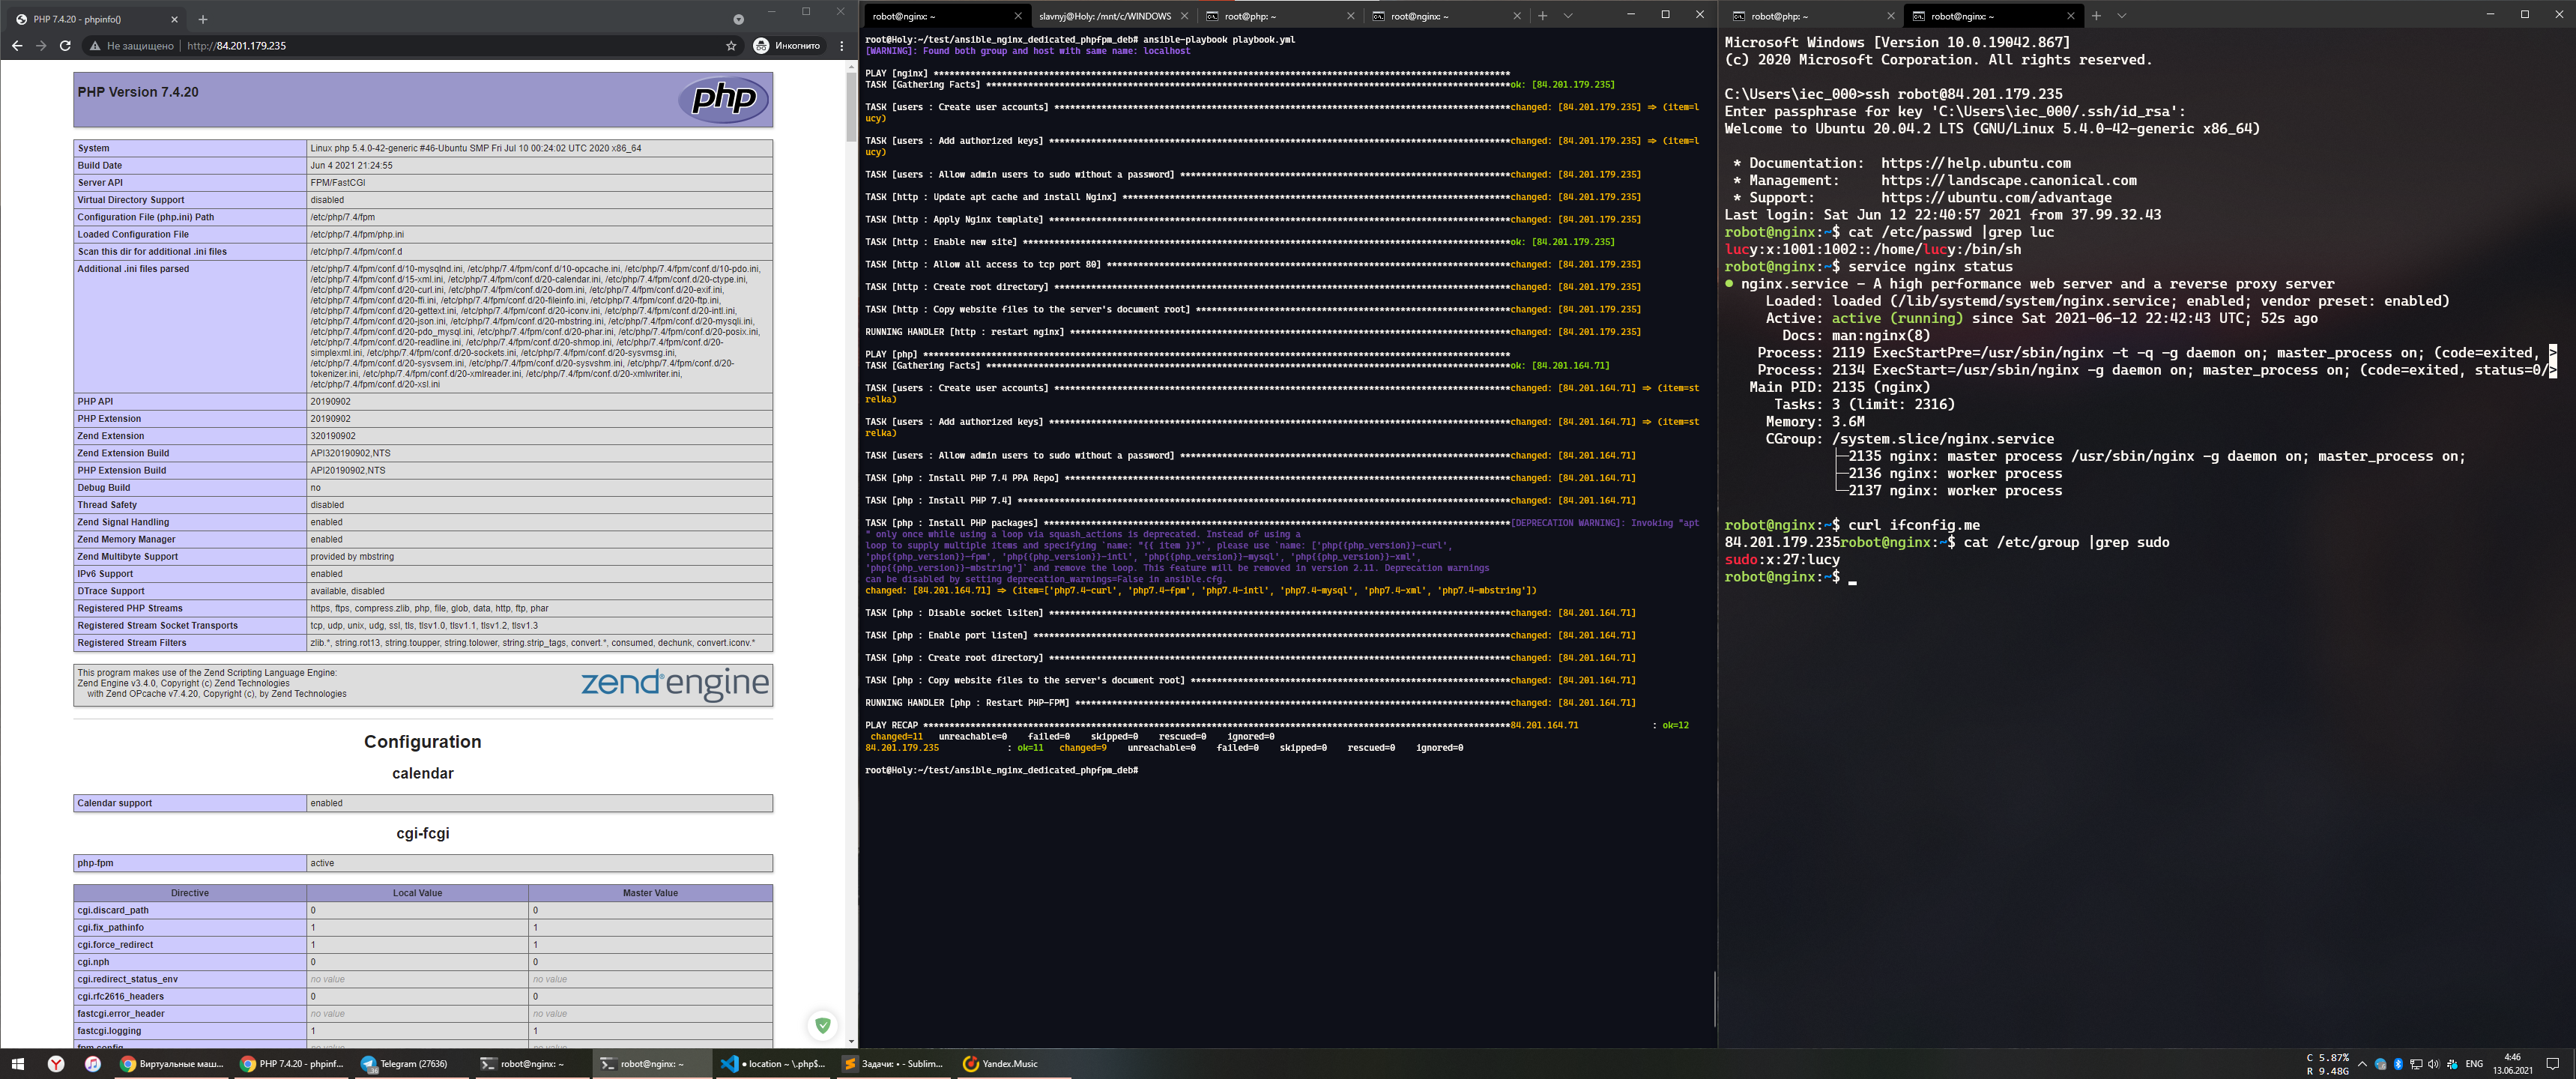 PHP 7.4.20 - phpinfo()
Не защищено | http://84.201.179.235
Инкогнито
PHP Version 7.4.20
php
System Linux php 5.4.0-42-generic #46-Ubuntu SMP Fri Jul 10 00:24:02 UTC 2020 x86_64
Build Date Jun 4 2021 21:24:55
Server API FPM/FastCGI
Virtual Directory Support disabled
Configuration File (php.ini) Path /etc/php/7.4/fpm
Loaded Configuration File /etc/php/7.4/fpm/php.ini
Scan this dir for additional .ini files /etc/php/7.4/fpm/conf.d
Additional .ini files parsed /etc/php/7.4/fpm/conf.d/10-mysqlnd.ini, /etc/php/7.4/fpm/conf.d/10-opcache.ini, /etc/php/7.4/fpm/conf.d/10-pdo.ini,
/etc/php/7.4/fpm/conf.d/15-xml.ini, /etc/php/7.4/fpm/conf.d/20-calendar.ini, /etc/php/7.4/fpm/conf.d/20-ctype.ini,
/etc/php/7.4/fpm/conf.d/20-curl.ini, /etc/php/7.4/fpm/conf.d/20-dom.ini, /etc/php/7.4/fpm/conf.d/20-exif.ini,
/etc/php/7.4/fpm/conf.d/20-ffi.ini, /etc/php/7.4/fpm/conf.d/20-fileinfo.ini, /etc/php/7.4/fpm/conf.d/20-ftp.ini,
/etc/php/7.4/fpm/conf.d/20-gettext.ini, /etc/php/7.4/fpm/conf.d/20-iconv.ini, /etc/php/7.4/fpm/conf.d/20-intl.ini,
/etc/php/7.4/fpm/conf.d/20-json.ini, /etc/php/7.4/fpm/conf.d/20-mbstring.ini, /etc/php/7.4/fpm/conf.d/20-mysqli.ini,
/etc/php/7.4/fpm/conf.d/20-pdo_mysql.ini, /etc/php/7.4/fpm/conf.d/20-phar.ini, /etc/php/7.4/fpm/conf.d/20-posix.ini,
/etc/php/7.4/fpm/conf.d/20-readline.ini, /etc/php/7.4/fpm/conf.d/20-shmop.ini, /etc/php/7.4/fpm/conf.d/20-
simplexml.ini, /etc/php/7.4/fpm/conf.d/20-sockets.ini, /etc/php/7.4/fpm/conf.d/20-sysvmsg.ini,
/etc/php/7.4/fpm/conf.d/20-sysvsem.ini, /etc/php/7.4/fpm/conf.d/20-sysvshm.ini, /etc/php/7.4/fpm/conf.d/20-
tokenizer.ini, /etc/php/7.4/fpm/conf.d/20-xmlreader.ini, /etc/php/7.4/fpm/conf.d/20-xmlwriter.ini,
/etc/php/7.4/fpm/conf.d/20-xsl.ini
PHP API 20190902
PHP Extension 20190902
Zend Extension 320190902
Zend Extension Build API320190902,NTS
PHP Extension Build API20190902,NTS
Debug Build no
Thread Safety disabled
Zend Signal Handling enabled
Zend Memory Manager enabled
Zend Multibyte Support provided by mbstring
IPv6 Support enabled
DTrace Support available, disabled
Registered PHP Streams https, ftps, compress.zlib, php, file, glob, data, http, ftp, phar
Registered Stream Socket Transports tcp, udp, unix, udg, ssl, tls, tlsv1.0, tlsv1.1, tlsv1.2, tlsv1.3
Registered Stream Filters zlib.*, string.rot13, string.toupper, string.tolower, string.strip_tags, convert.*, consumed, dechunk, convert.iconv.*
This program makes use of the Zend Scripting Language Engine:
Zend Engine v3.4.0, Copyright (c) Zend Technologies
with Zend OPcache v7.4.20, Copyright (c), by Zend Technologies
zend engine
Configuration
calendar
Calendar support enabled
cgi-fcgi
php-fpm active
Directive Local Value Master Value
cgi.discard_path 0 0
cgi.fix_pathinfo 1 1
cgi.force_redirect 1 1
cgi.nph 0 0
cgi.redirect_status_env no value no value
cgi.rfc2616_headers 0 0
fastcgi.error_header no value no value
fastcgi.logging 1 1
fpm.config no value no value
robot@nginx: ~ slavnyj@Holy: /mnt/c/WINDOWS root@php: ~ root@nginx: ~
root@Holy:~/test/ansible_nginx_dedicated_phpfpm_deb# ansible-playbook playbook.yml
[WARNING]: Found both group and host with same name: localhost
PLAY [nginx] ****
TASK [Gathering Facts] ****ok: [84.201.179.235]
TASK [users : Create user accounts] ****changed: [84.201.179.235] => (item=l
ucy)
TASK [users : Add authorized keys] ****changed: [84.201.179.235] => (item=l
ucy)
TASK [users : Allow admin users to sudo without a password] ****changed: [84.201.179.235]
TASK [http : Update apt cache and install Nginx] ****changed: [84.201.179.235]
TASK [http : Apply Nginx template] ****changed: [84.201.179.235]
TASK [http : Enable new site] ****ok: [84.201.179.235]
TASK [http : Allow all access to tcp port 80] ****changed: [84.201.179.235]
TASK [http : Create root directory] ****changed: [84.201.179.235]
TASK [http : Copy website files to the server's document root] ****changed: [84.201.179.235]
RUNNING HANDLER [http : restart nginx] ****changed: [84.201.179.235]
PLAY [php] ****
TASK [Gathering Facts] ****ok: [84.201.164.71]
TASK [users : Create user accounts] ****changed: [84.201.164.71] => (item=st
relka)
TASK [users : Add authorized keys] ****changed: [84.201.164.71] => (item=st
relka)
TASK [users : Allow admin users to sudo without a password] ****changed: [84.201.164.71]
TASK [php : Install PHP 7.4 PPA Repo] ****changed: [84.201.164.71]
TASK [php : Install PHP 7.4] ****changed: [84.201.164.71]
TASK [php : Install PHP packages] ****[DEPRECATION WARNING]: Invoking "apt
" only once while using a loop via squash_actions is deprecated. Instead of using a
loop to supply multiple items and specifying `name: "{{ item }}"`, please use `name: ['php{{php_version}}-curl',
'php{{php_version}}-fpm', 'php{{php_version}}-intl', 'php{{php_version}}-mysql', 'php{{php_version}}-xml',
'php{{php_version}}-mbstring']` and remove the loop. This feature will be removed in version 2.11. Deprecation warnings
can be disabled by setting deprecation_warnings=False in ansible.cfg.
changed: [84.201.164.71] => (item=['php7.4-curl', 'php7.4-fpm', 'php7.4-intl', 'php7.4-mysql', 'php7.4-xml', 'php7.4-mbstring'])
TASK [php : Disable socket lsiten] ****changed: [84.201.164.71]
TASK [php : Enable port listen] ****changed: [84.201.164.71]
TASK [php : Create root directory] ****changed: [84.201.164.71]
TASK [php : Copy website files to the server's document root] ****changed: [84.201.164.71]
RUNNING HANDLER [php : Restart PHP-FPM] ****changed: [84.201.164.71]
PLAY RECAP ****84.201.164.71 : ok=12
changed=11 unreachable=0 failed=0 skipped=0 rescued=0 ignored=0
84.201.179.235 : ok=11 changed=9 unreachable=0 failed=0 skipped=0 rescued=0 ignored=0
root@Holy:~/test/ansible_nginx_dedicated_phpfpm_deb#
robot@php: ~ robot@nginx: ~
Microsoft Windows [Version 10.0.19042.867]
(c) 2020 Microsoft Corporation. All rights reserved.
C:\Users\iec_000>ssh robot@84.201.179.235
Enter passphrase for key 'C:\Users\iec_000/.ssh/id_rsa':
Welcome to Ubuntu 20.04.2 LTS (GNU/Linux 5.4.0-42-generic x86_64)
* Documentation: https://help.ubuntu.com
* Management: https://landscape.canonical.com
* Support: https://ubuntu.com/advantage
Last login: Sat Jun 12 22:40:57 2021 from 37.99.32.43
robot@nginx:~$ cat /etc/passwd |grep luc
lucy:x:1001:1002::/home/lucy:/bin/sh
robot@nginx:~$ service nginx status
● nginx.service - A high performance web server and a reverse proxy server
Loaded: loaded (/lib/systemd/system/nginx.service; enabled; vendor preset: enabled)
Active: active (running) since Sat 2021-06-12 22:42:43 UTC; 52s ago
Docs: man:nginx(8)
Process: 2119 ExecStartPre=/usr/sbin/nginx -t -q -g daemon on; master_process on; (code=exited, >
Process: 2134 ExecStart=/usr/sbin/nginx -g daemon on; master_process on; (code=exited, status=0/>
Main PID: 2135 (nginx)
Tasks: 3 (limit: 2316)
Memory: 3.6M
CGroup: /system.slice/nginx.service
├─2135 nginx: master process /usr/sbin/nginx -g daemon on; master_process on;
├─2136 nginx: worker process
└─2137 nginx: worker process
robot@nginx:~$ curl ifconfig.me
84.201.179.235robot@nginx:~$ cat /etc/group |grep sudo
sudo:x:27:lucy
robot@nginx:~$
Виртуальные маш... PHP 7.4.20 - phpinf... Telegram (27636) robot@nginx: ~ robot@nginx: ~ • location ~ \.php$... Задачи: • - Sublim... Yandex.Music
C 5.87%
R 9.48G
ENG
4:46
13.06.2021